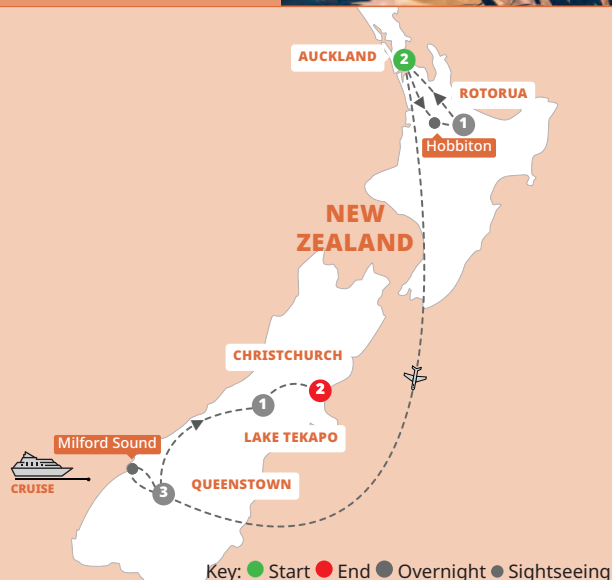 AUCKLAND
2
ROTORUA
1
Hobbiton
NEW
ZEALAND
CHRISTCHURCH
2
1
LAKE TEKAPO
Milford Sound
QUEENSTOWN
3
CRUISE
Key: Start End Overnight Sightseeing